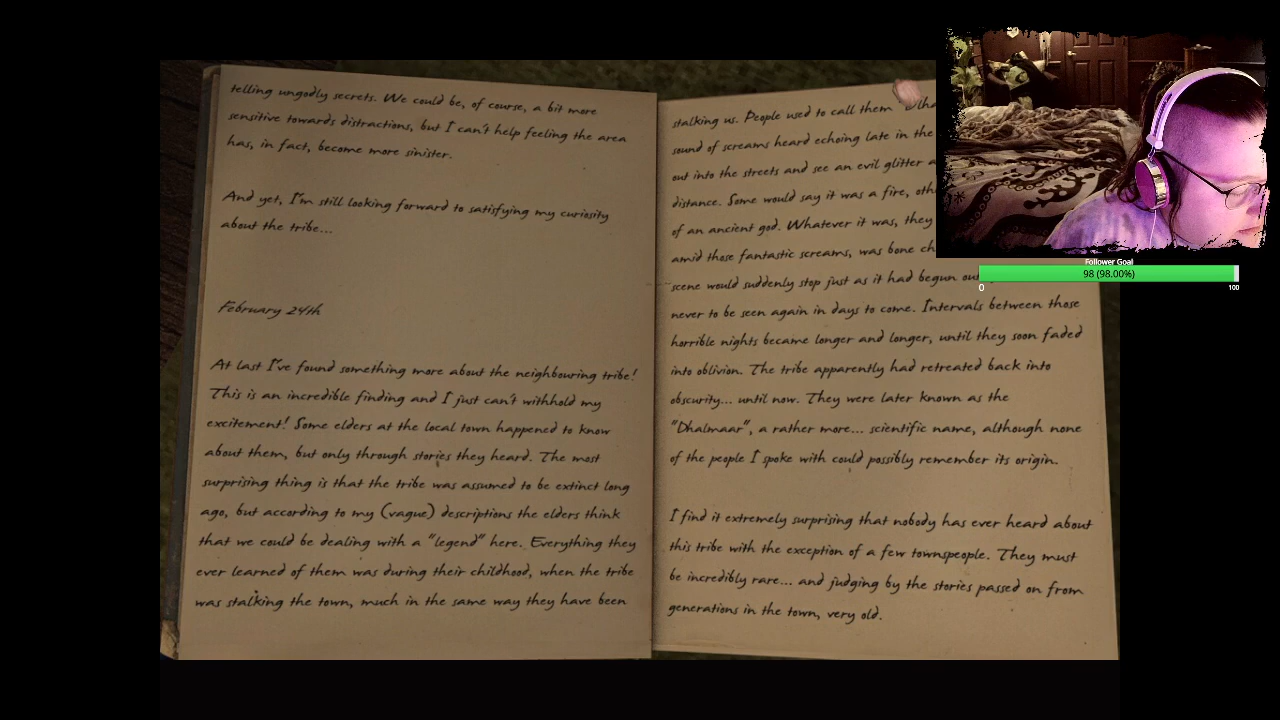 telling ungodly secrets. We could be, of course, a bit more
sensitive towards distractions, but I can't help feeling the area
has, in fact, become more sinister.
And yet, I'm still looking forward to satisfying my curiosity
about the tribe...
February 24th
At last I've found something more about the neighbouring tribe!
This is an incredible finding and I just can't withhold my
excitement! Some elders at the local town happened to know
about them, but only through stories they heard. The most
surprising thing is that the tribe was assumed to be extinct long
ago, but according to my (vague) descriptions the elders think
that we could be dealing with a "legend" here. Everything they
ever learned of them was during their childhood, when the tribe
was stalking the town, much in the same way they have been
stalking us. People used to call them
sound of screams heard echoing late in the
out into the streets and see an evil glitter
distance. Some would say it was a fire,
of an ancient god. Whatever it was, they
amid those fantastic screams, was bone
scene would suddenly stop just as it had begun
never to be seen again in days to come. Intervals between those
horrible nights became longer and longer, until they soon faded
into oblivion. The tribe apparently had retreated back into
obscurity... until now. They were later known as the
"Dhalmaar", a rather more... scientific name, although none
of the people I spoke with could possibly remember its origin.
I find it extremely surprising that nobody has ever heard about
this tribe with the exception of a few townspeople. They must
be incredibly rare... and judging by the stories passed on from
generations in the town, very old.
Follower Goal
98 (98.00%)
0 100